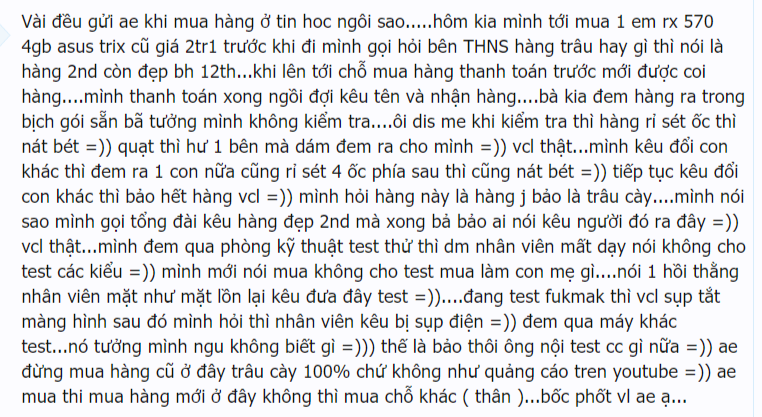 Vài đều gửi ae khi mua hàng ở tin hoc ngôi sao.....hôm kia mình tới mua 1 em rx 570
4gb asus trix cũ giá 2tr1 trước khi đi mình gọi hỏi bên THNS hàng trâu hay gì thì nói là
hàng 2nd còn đẹp bh 12th...khi lên tới chỗ mua hàng thanh toán trước mới được coi
hàng....mình thanh toán xong ngồi đợi kêu tên và nhận hàng....bà kia đem hàng ra trong
bịch gói sẵn bã tưởng mình không kiểm tra....ôi dis me khi kiểm tra thì hàng rỉ sét ốc thì
nát bét =)) quạt thì hư 1 bên mà dám đem ra cho mình =)) vcl thật...mình kêu đổi con
khác thì đem ra 1 con nữa cũng rỉ sét 4 ốc phía sau thì cũng nát bét =)) tiếp tục kêu đổi
con khác thì bảo hết hàng vcl =)) mình hỏi hàng này là hàng j bảo là trâu cày....mình nói
sao mình gọi tổng đài kêu hàng đẹp 2nd mà xong bả bảo ai nói kêu người đó ra đây =))
vcl thật...mình đem qua phòng kỹ thuật test thử thì dm nhân viên mất dạy nói không cho
test các kiểu =)) mình mới nói mua không cho test mua làm con mẹ gì....nói 1 hồi thằng
nhân viên mặt như mặt lồn lại kêu đưa đây test =))....đang test fukmak thì vcl sụp tắt
màng hình sau đó mình hỏi thì nhân viên kêu bị sụp điện =)) đem qua máy khác
test...nó tưởng mình ngu không biết gì =))) thế là bảo thôi ông nội test cc gì nữa =)) ae
đừng mua hàng cũ ở đây trâu cày 100% chứ không như quảng cáo tren youtube =)) ae
mua thi mua hàng mới ở đây không thì mua chỗ khác ( thân )...bốc phốt vl ae ạ...